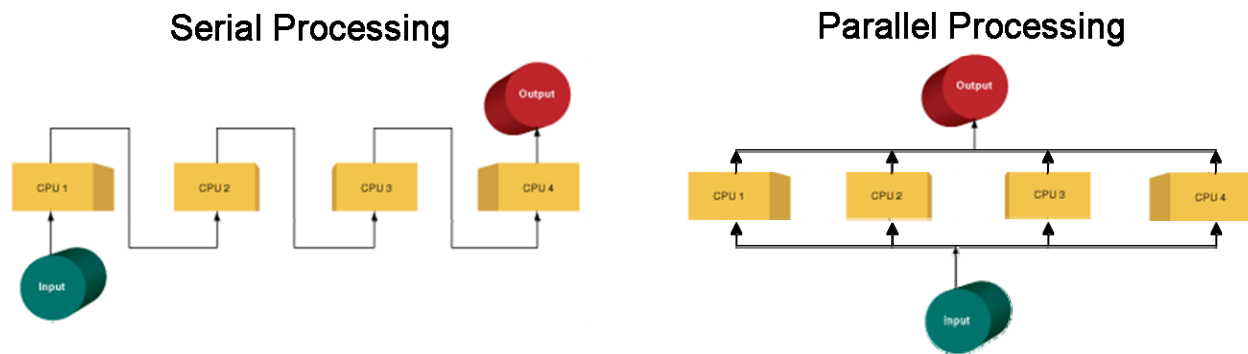 Serial Processing
Output
CPU 1
CPU 2
CPU 3
CPU 4
Input
Parallel Processing
Output
CPU 1
CPU 2
CPU 3
CPU 4
Input